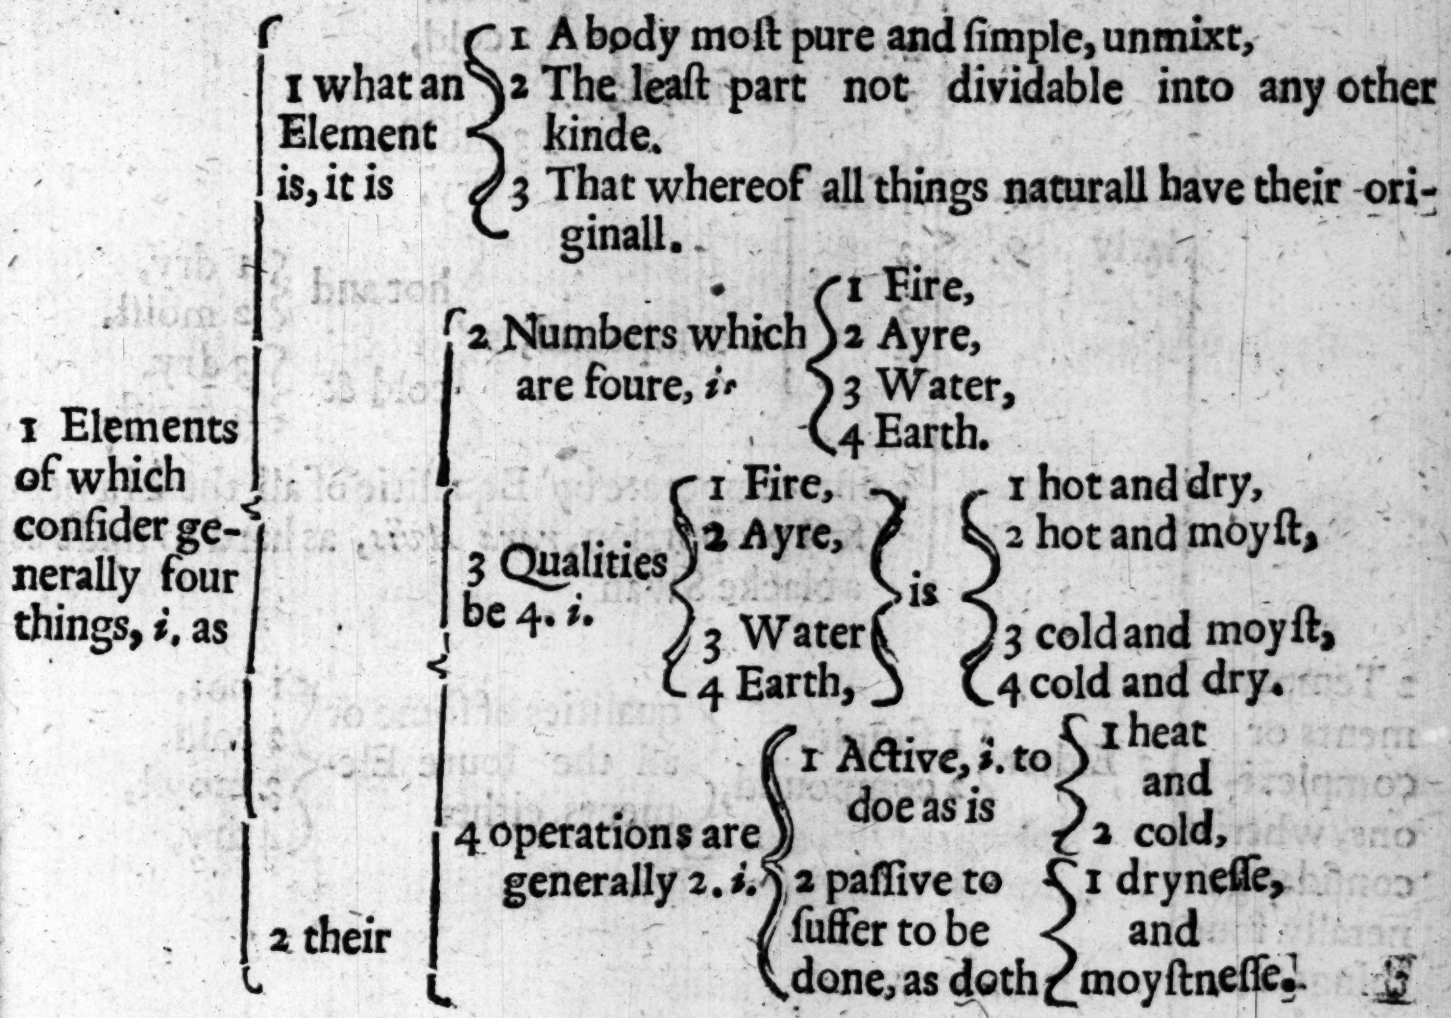 1 Elements
of which
conſider ge-
nerally four
things, i. as
1 what an
Element
is, it is
1 A body moſt pure and ſimple, unmixt,
2 The leaſt part not dividable into any other
kinde.
3 That whereof all things naturall have their ori-
ginall.
2 their
2 Numbers which
are foure, is
1 Fire,
2 Ayre,
3 Water,
4 Earth.
3 Qualities
be 4. i.
1 Fire,
2 Ayre,
3 Water
4 Earth,
is
1 hot and dry,
2 hot and moyſt,
3 cold and moyſt,
4 cold and dry.
4 operations are
generally 2. i.
1 Active, i. to
doe as is
1 heat
and
2 cold,
2 paſſive to
ſuffer to be
done, as doth
1 dryneſſe,
and
moyſtneſſe.